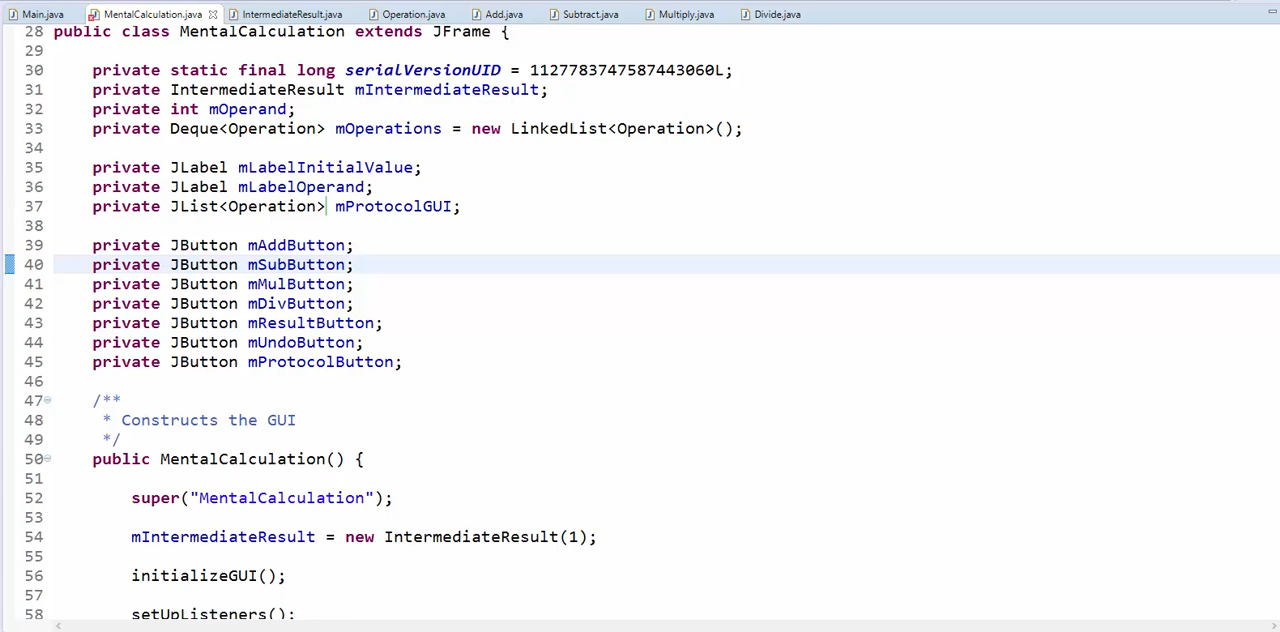 Main.java MentalCalculation.java IntermediateResult.java Operation.java Add.java Subtract.java Multiply.java Divide.java
28 public class MentalCalculation extends JFrame {
29
30 private static final long serialVersionUID = 1127783747587443060L;
31 private IntermediateResult mIntermediateResult;
32 private int mOperand;
33 private Deque<Operation> mOperations = new LinkedList<Operation>();
34
35 private JLabel mLabelInitialValue;
36 private JLabel mLabelOperand;
37 private JList<Operation> mProtocolGUI;
38
39 private JButton mAddButton;
40 private JButton mSubButton;
41 private JButton mMulButton;
42 private JButton mDivButton;
43 private JButton mResultButton;
44 private JButton mUndoButton;
45 private JButton mProtocolButton;
46
47 /**
48 * Constructs the GUI
49 */
50 public MentalCalculation() {
51
52 super("MentalCalculation");
53
54 mIntermediateResult = new IntermediateResult(1);
55
56 initializeGUI();
57
58 setUpListeners();